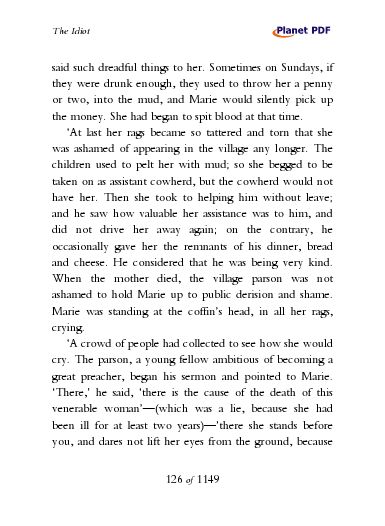 The Idiot
Planet PDF
said such dreadful things to her. Sometimes on Sundays, if
they were drunk enough, they used to throw her a penny
or two, into the mud, and Marie would silently pick up
the money. She had began to spit blood at that time.
‘At last her rags became so tattered and torn that she
was ashamed of appearing in the village any longer. The
children used to pelt her with mud; so she begged to be
taken on as assistant cowherd, but the cowherd would not
have her. Then she took to helping him without leave;
and he saw how valuable her assistance was to him, and
did not drive her away again; on the contrary, he
occasionally gave her the remnants of his dinner, bread
and cheese. He considered that he was being very kind.
When the mother died, the village parson was not
ashamed to hold Marie up to public derision and shame.
Marie was standing at the coffin’s head, in all her rags,
crying.
‘A crowd of people had collected to see how she would
cry. The parson, a young fellow ambitious of becoming a
great preacher, began his sermon and pointed to Marie.
‘There,’ he said, ‘there is the cause of the death of this
venerable woman’—(which was a lie, because she had
been ill for at least two years)—‘there she stands before
you, and dares not lift her eyes from the ground, because
126 of 1149